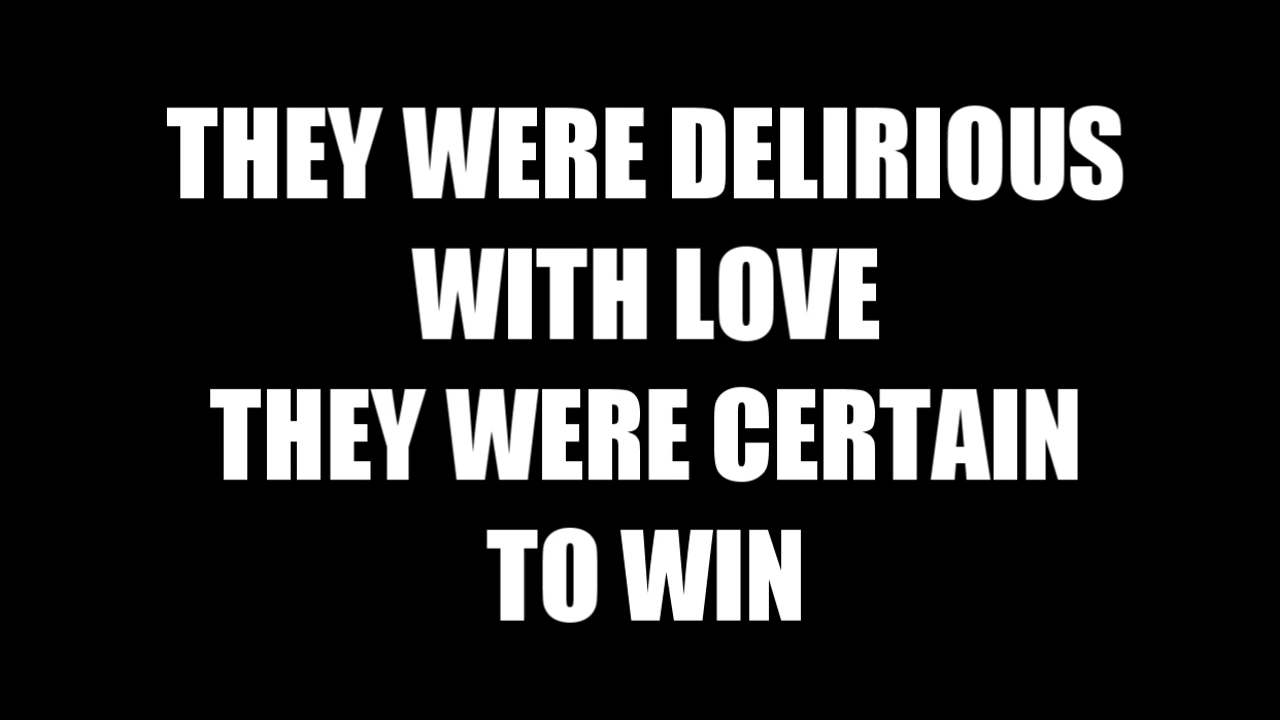 THEY WERE DELIRIOUS
WITH LOVE
THEY WERE CERTAIN
TO WIN